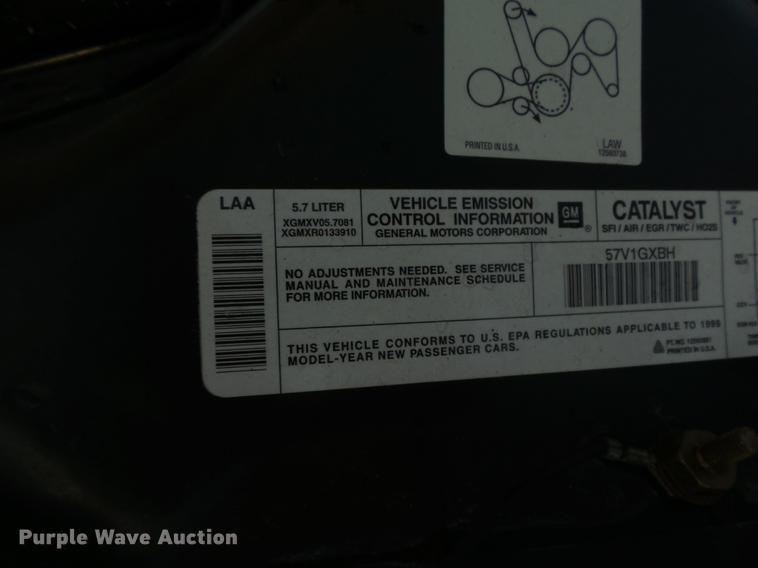 PRINTED IN U.S.A.
LAW
LAA
5.7 LITER
XGMXV05.7081
XGMXR0133910
VEHICLE EMISSION
CONTROL INFORMATION
GENERAL MOTORS CORPORATION
GM
®
CATALYST
SFI / AIR / EGR / TWC / HO2S
57V1GXBH
NO ADJUSTMENTS NEEDED. SEE SERVICE
MANUAL AND MAINTENANCE SCHEDULE
FOR MORE INFORMATION.
THIS VEHICLE CONFORMS TO U.S. EPA REGULATIONS APPLICABLE TO 1999
MODEL-YEAR NEW PASSENGER CARS.
PT. NO.
PRINTED IN U.S.A.
Purple Wave Auction